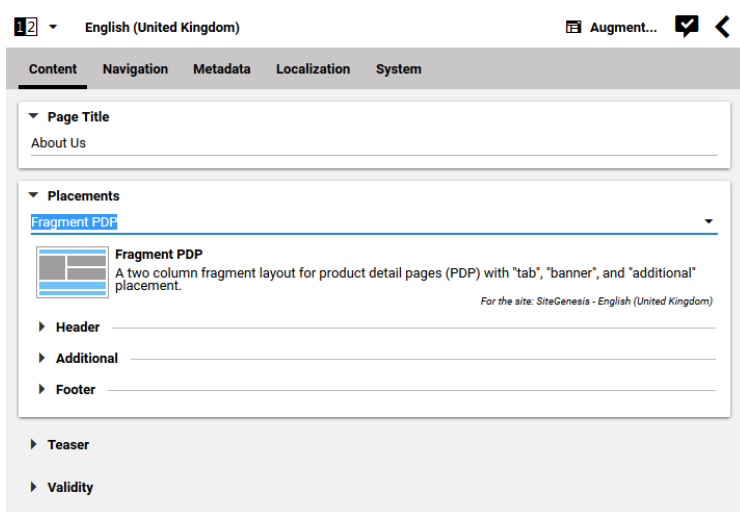 12 English (United Kingdom) Augment...
Content Navigation Metadata Localization System
Page Title
About Us
Placements
Fragment PDP
Fragment PDP
A two column fragment layout for product detail pages (PDP) with "tab", "banner", and "additional"
placement.
For the site: SiteGenesis - English (United Kingdom)
Header
Additional
Footer
Teaser
Validity